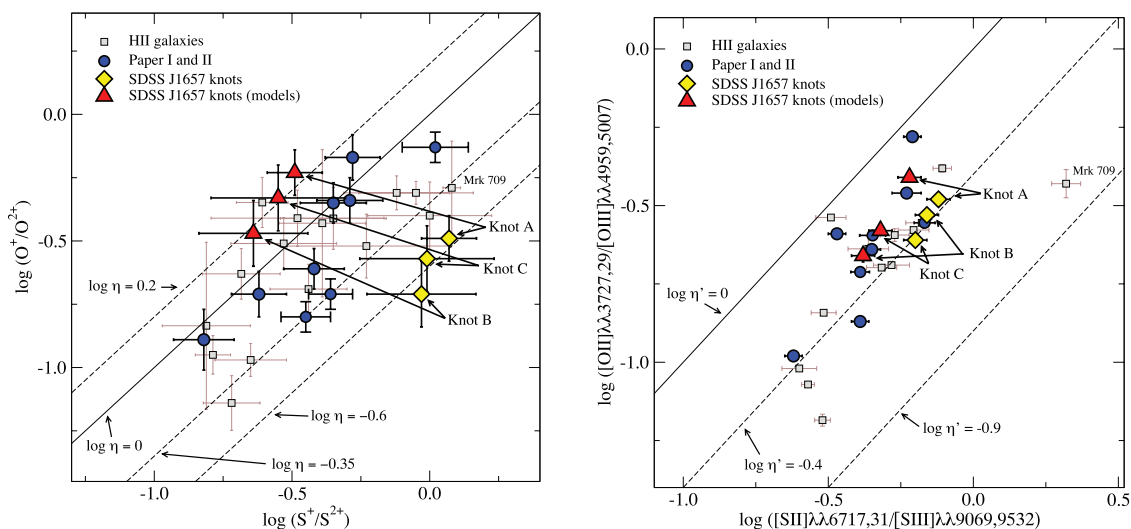 HII galaxies
Paper I and II
SDSS J1657 knots
SDSS J1657 knots (models)
0.0
-0.5
-1.0
log (O⁺/O²⁺)
Mrk 709
Knot A
Knot C
Knot B
log η = 0.2
log η = 0
log η = −0.6
log η = −0.35
-1.0
-0.5
0.0
log (S⁺/S²⁺)
HII galaxies
Paper I and II
SDSS J1657 knots
SDSS J1657 knots (models)
0.0
-0.5
-1.0
log ([OII]λλ3727,29/[OIII]λλ4959,5007)
Mrk 709
Knot A
Knot B
Knot C
log η' = 0
log η' = -0.9
log η' = -0.4
-1.0
-0.5
0.0
0.5
log ([SII]λλ6717,31/[SIII]λλ9069,9532)